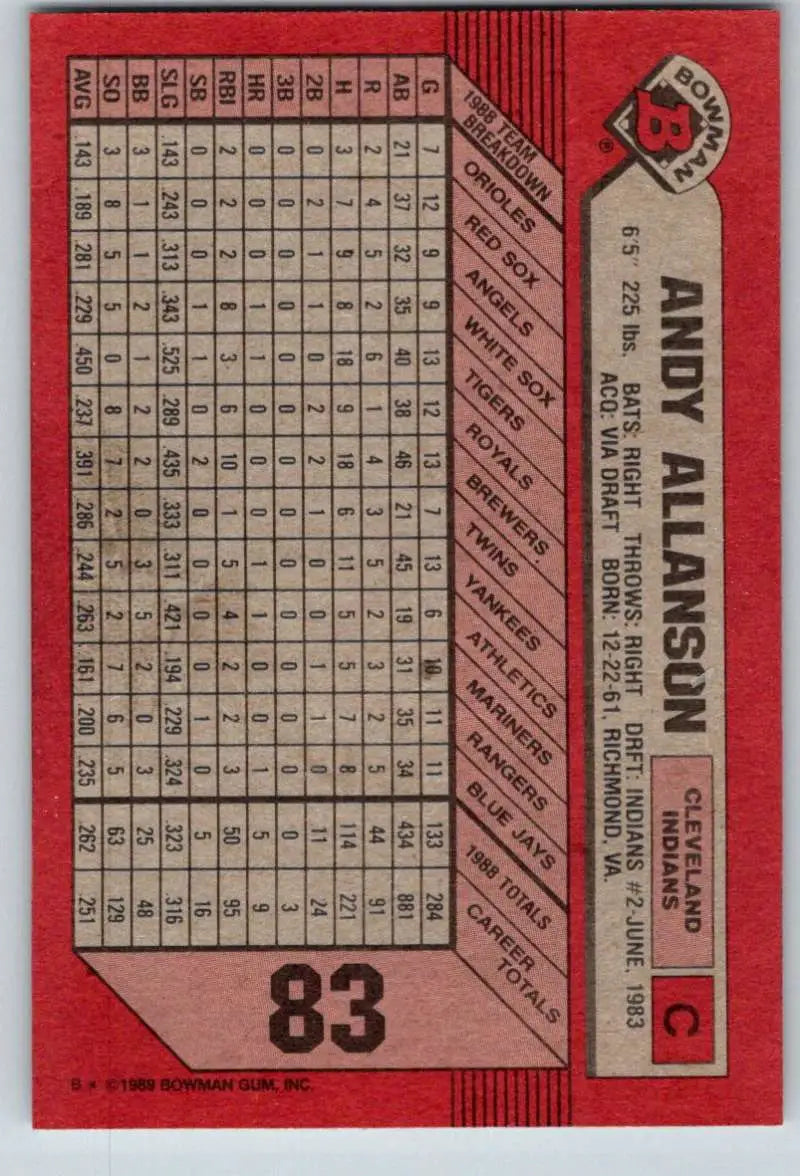 BOWMAN
B
®
ANDY ALLANSON
CLEVELAND
INDIANS
C
6'5" 225 lbs. BATS: RIGHT THROWS: RIGHT DRFT: INDIANS #2-JUNE, 1983
ACQ: VIA DRAFT BORN: 12-22-61, RICHMOND, VA.
1988 TEAM
BREAKDOWN
ORIOLES
RED SOX
ANGELS
WHITE SOX
TIGERS
ROYALS
BREWERS
TWINS
YANKEES
ATHLETICS
MARINERS
RANGERS
BLUE JAYS
1988 TOTALS
CAREER
TOTALS
G 7 12 9 9 13 12 13 7 13 6 10 11 11 133 284
AB 21 37 32 35 40 38 46 21 45 19 31 35 34 434 881
R 2 4 5 2 6 1 4 3 5 2 3 2 5 44 91
H 3 7 9 8 18 9 18 6 11 5 5 7 8 114 221
2B 0 2 1 1 0 2 2 1 0 0 1 1 0 11 24
3B 0 0 0 0 0 0 0 0 0 0 0 0 0 0 3
HR 0 0 0 1 1 0 0 0 1 1 0 0 1 5 9
RBI 2 2 2 8 3 6 10 1 5 4 2 2 3 50 95
SB 0 0 0 1 1 0 2 0 0 0 0 1 0 5 16
SLG .143 .243 .313 .343 .525 .289 .435 .333 .311 .421 .194 .229 .324 .323 .316
BB 3 1 1 2 1 2 2 0 3 5 2 0 3 25 48
SO 3 8 5 5 0 8 7 2 5 2 7 6 5 63 129
AVG .143 .189 .281 .229 .450 .237 .391 .286 .244 .263 .161 .200 .235 .262 .251
83
B * ©1989 BOWMAN GUM, INC.